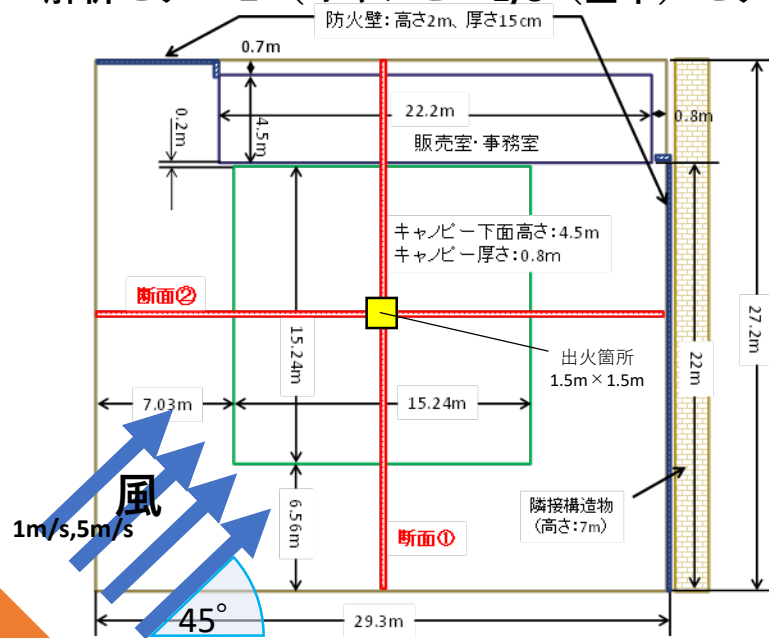 防火壁:高さ2m、厚さ15cm
0.7m
0.2m
4.5m
22.2m
0.8m
販売室・事務室
キャノピー下面高さ:4.5m
キャノピー厚さ:0.8m
断面②
27.2m
15.24m
出火箇所
1.5m×1.5m
22m
7.03m
15.24m
風
1m/s,5m/s
6.56m
隣接構造物
(高さ:7m)
断面①
45°
29.3m